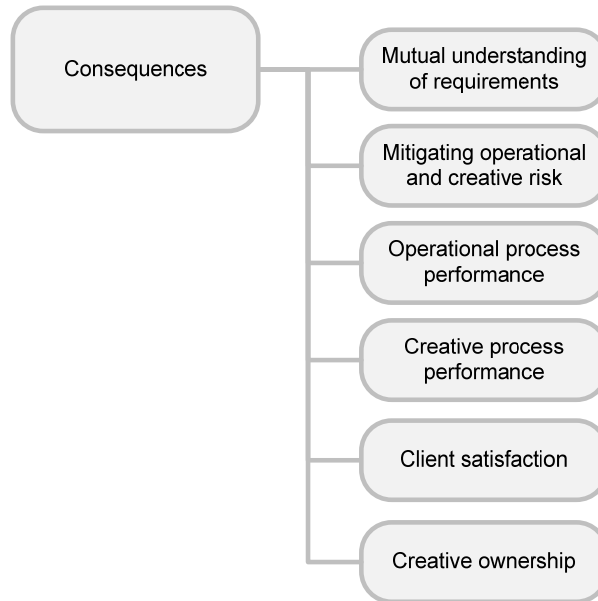 Consequences
Mutual understanding
of requirements
Mitigating operational
and creative risk
Operational process
performance
Creative process
performance
Client satisfaction
Creative ownership